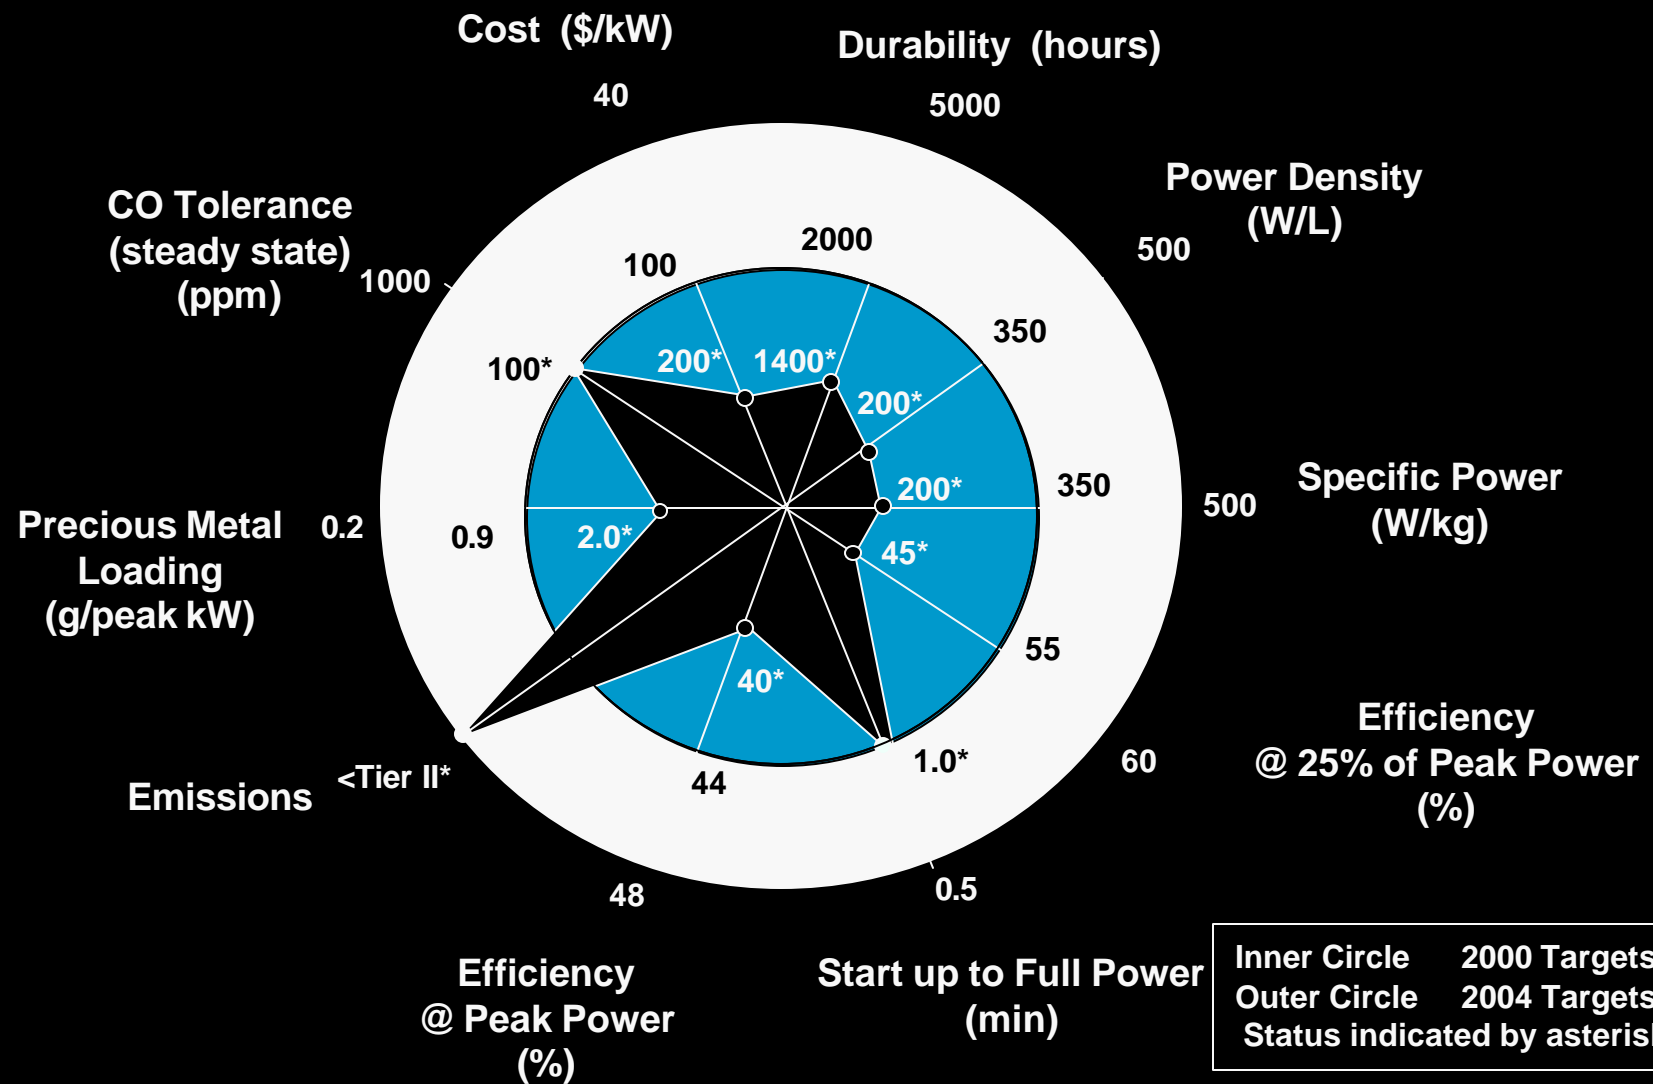 Cost ($/kW)
Durability (hours)
40
5000
Power Density
(W/L)
500
CO Tolerance
(steady state)
(ppm)
1000
100
2000
350
100*
200*
1400*
200*
350
200*
Specific Power
(W/kg)
500
Precious Metal
Loading
(g/peak kW)
0.2
0.9
2.0*
45*
55
Efficiency
@ 25% of Peak Power
(%)
60
40*
1.0*
44
Emissions
<Tier II*
48
0.5
Efficiency
@ Peak Power
(%)
Start up to Full Power
(min)
Inner Circle 2000 Targets
Outer Circle 2004 Targets
Status indicated by